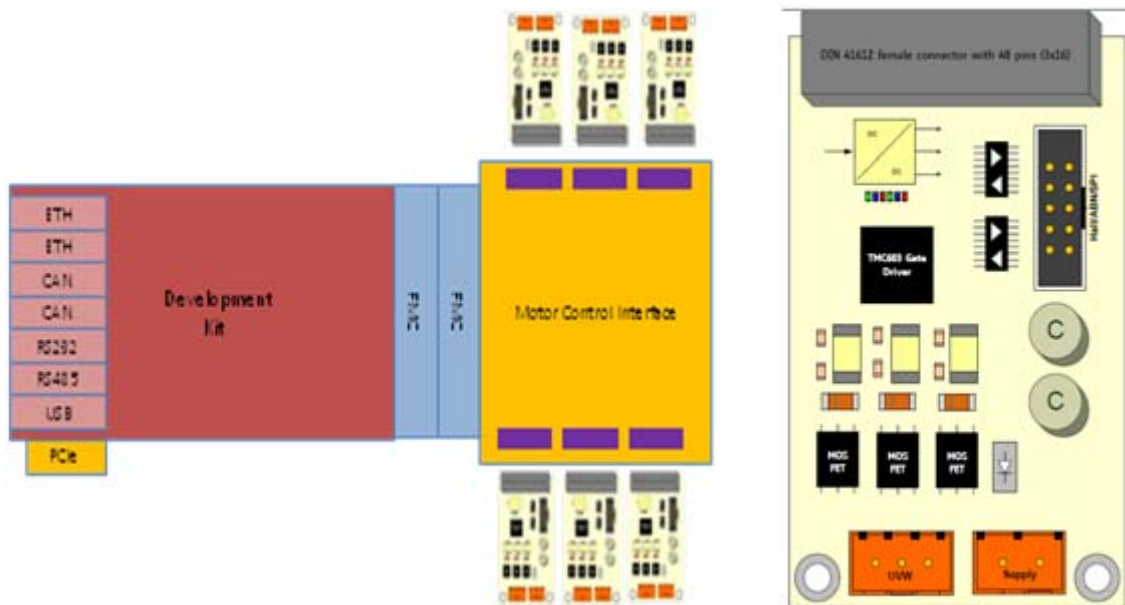 ETH
ETH
CAN
CAN
RS232
RS485
USB
PCIe
Development
Kit
FMC
FMC
Motor Control Interface
DIN 41612 female connector with 48 pins (3x16)
DC
DC
Hall/ABN/SPI
TMC603 Gate
Driver
C
C
MOS
FET
MOS
FET
MOS
FET
UVW
Supply